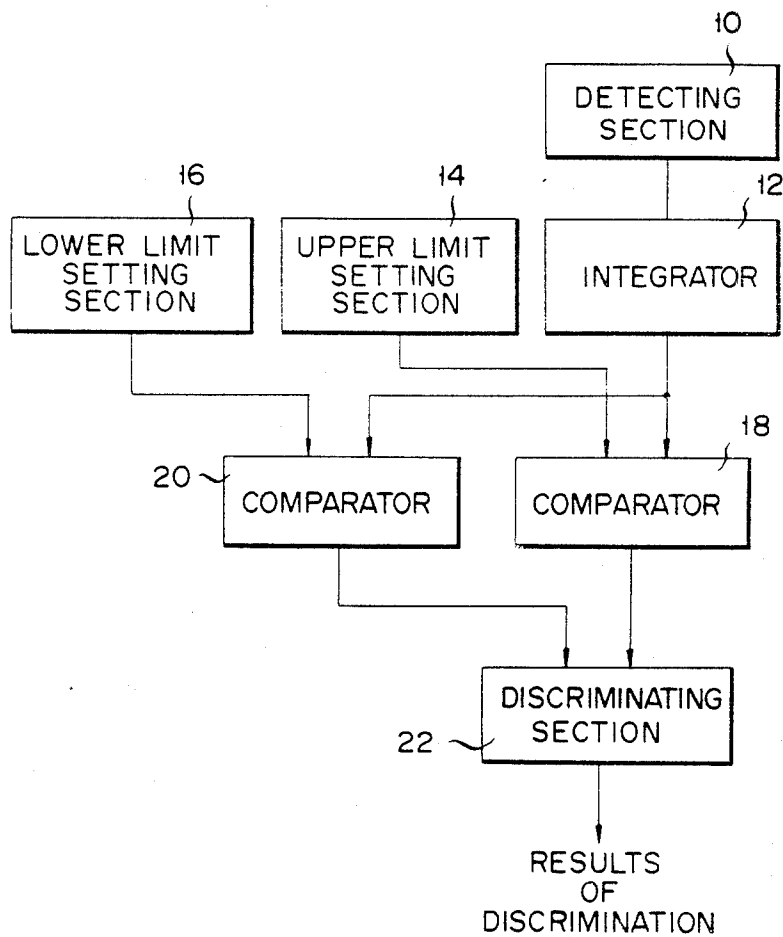 10
DETECTING
SECTION
16
14
12
LOWER LIMIT
SETTING
SECTION
UPPER LIMIT
SETTING
SECTION
INTEGRATOR
20
COMPARATOR
18
COMPARATOR
22
DISCRIMINATING
SECTION
RESULTS
OF
DISCRIMINATION